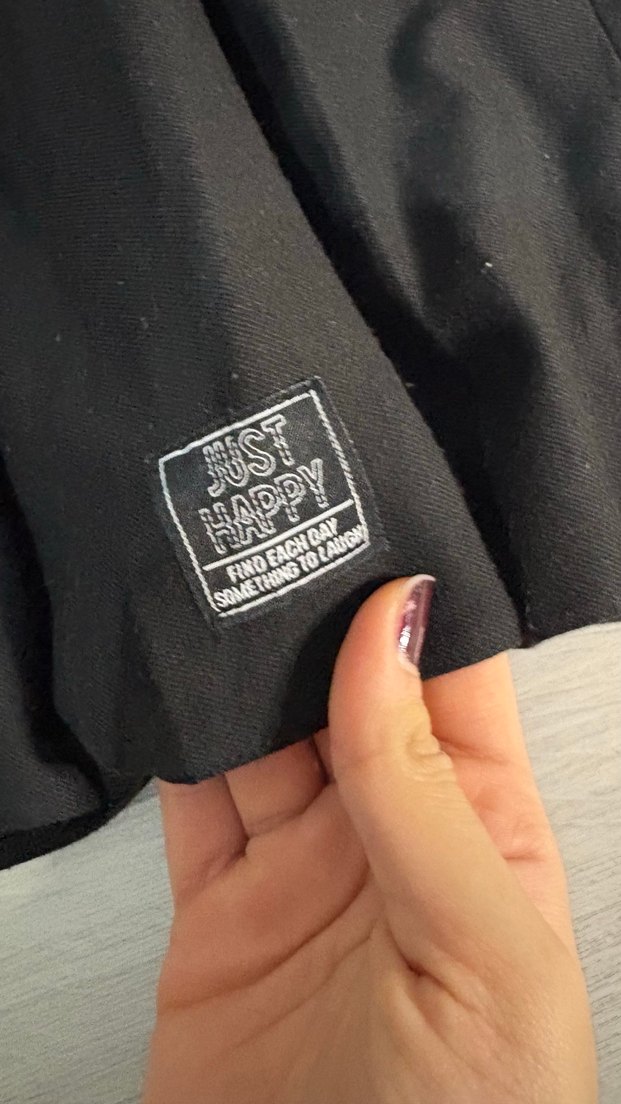 JUST
HAPPY
FIND EACH DAY
SOMETHING TO LAUGH